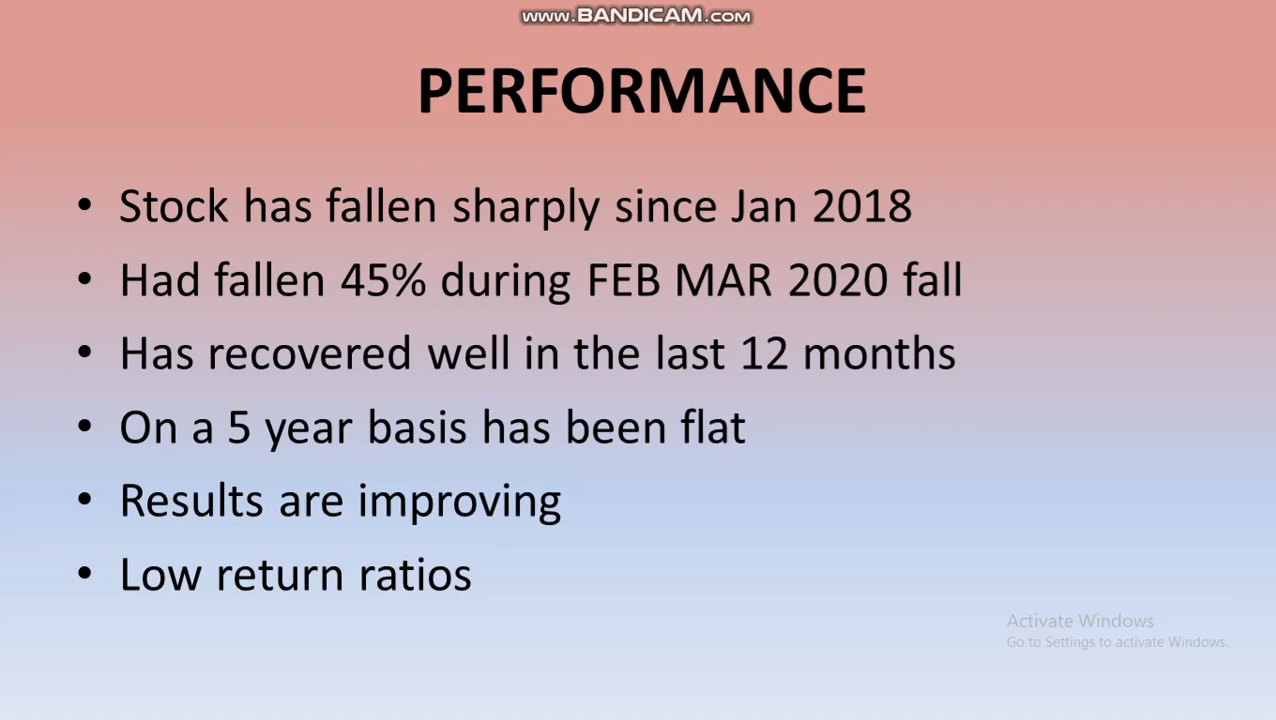 www.BANDICAM.com
PERFORMANCE
• Stock has fallen sharply since Jan 2018
• Had fallen 45% during FEB MAR 2020 fall
• Has recovered well in the last 12 months
• On a 5 year basis has been flat
• Results are improving
• Low return ratios
Activate Windows
Go to Settings to activate Windows.